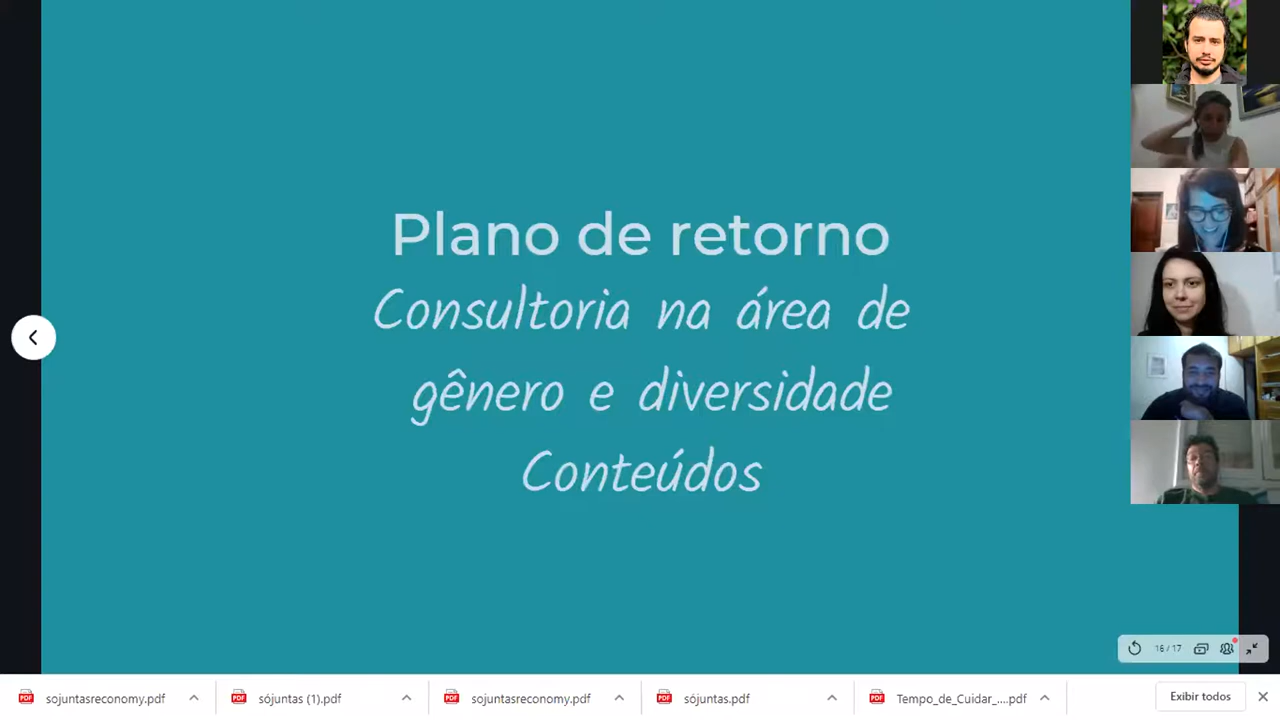 Plano de retorno
Consultoria na área de
gênero e diversidade
Conteúdos
16 / 17
sojuntasreconomy.pdf
sójuntas (1).pdf
sojuntasreconomy.pdf
sójuntas.pdf
Tempo_de_Cuidar_....pdf
Exibir todos